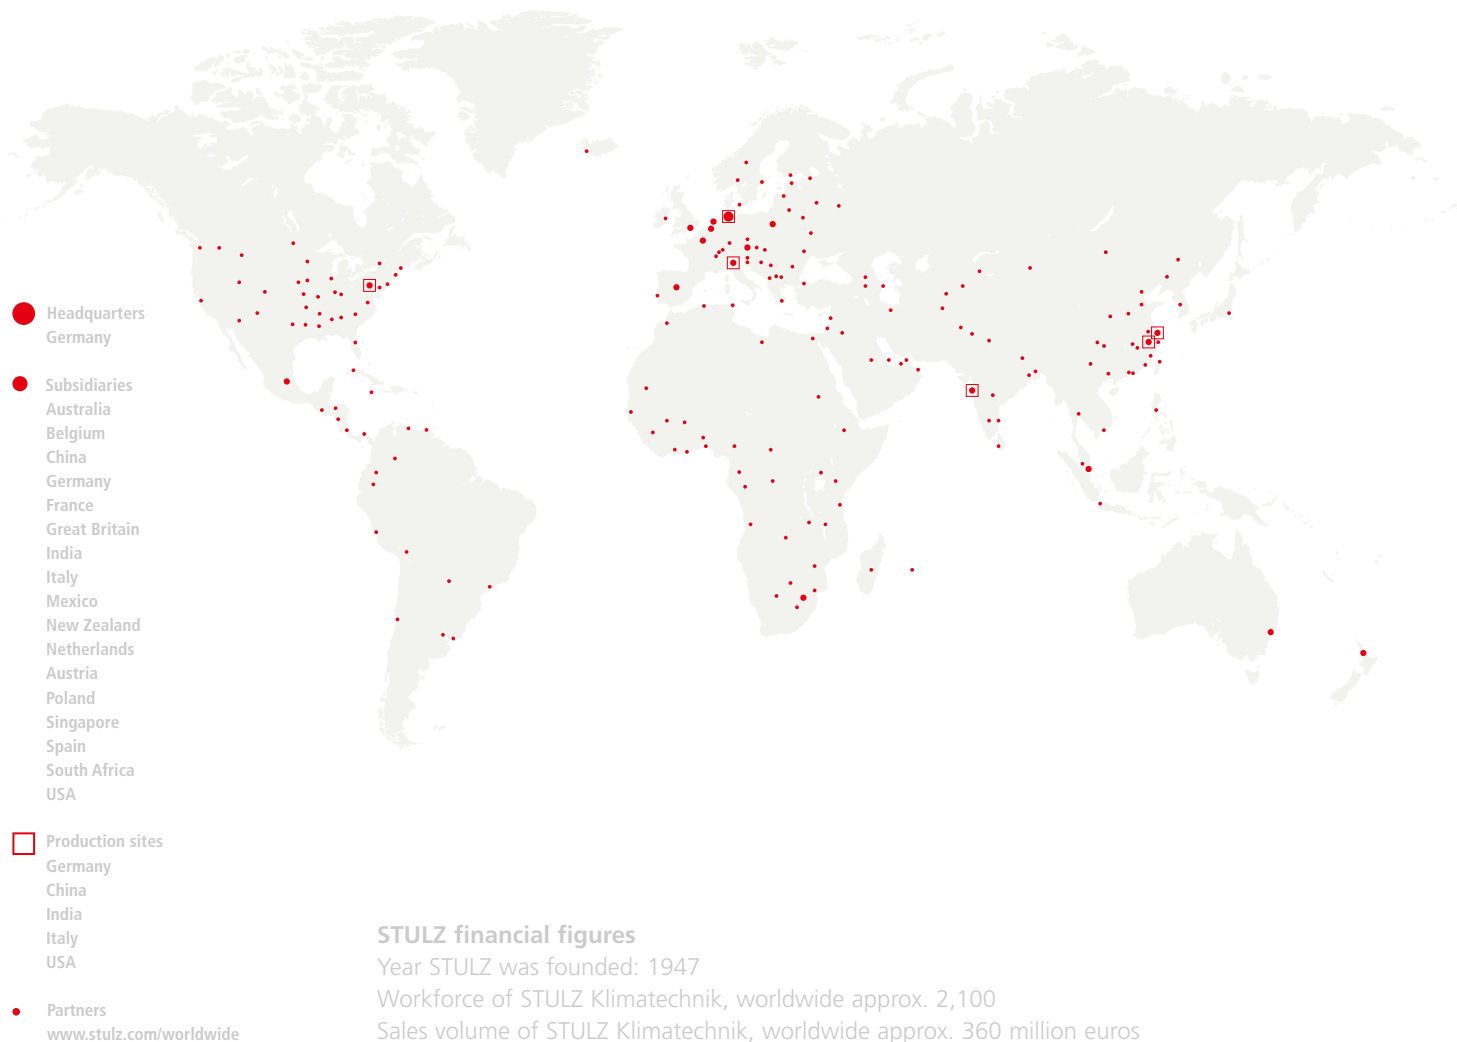 Headquarters
Germany
Subsidiaries
Australia
Belgium
China
Germany
France
Great Britain
India
Italy
Mexico
New Zealand
Netherlands
Austria
Poland
Singapore
Spain
South Africa
USA
Production sites
Germany
China
India
Italy
USA
Partners
www.stulz.com/worldwide
STULZ financial figures
Year STULZ was founded: 1947
Workforce of STULZ Klimatechnik, worldwide approx. 2,100
Sales volume of STULZ Klimatechnik, worldwide approx. 360 million euros